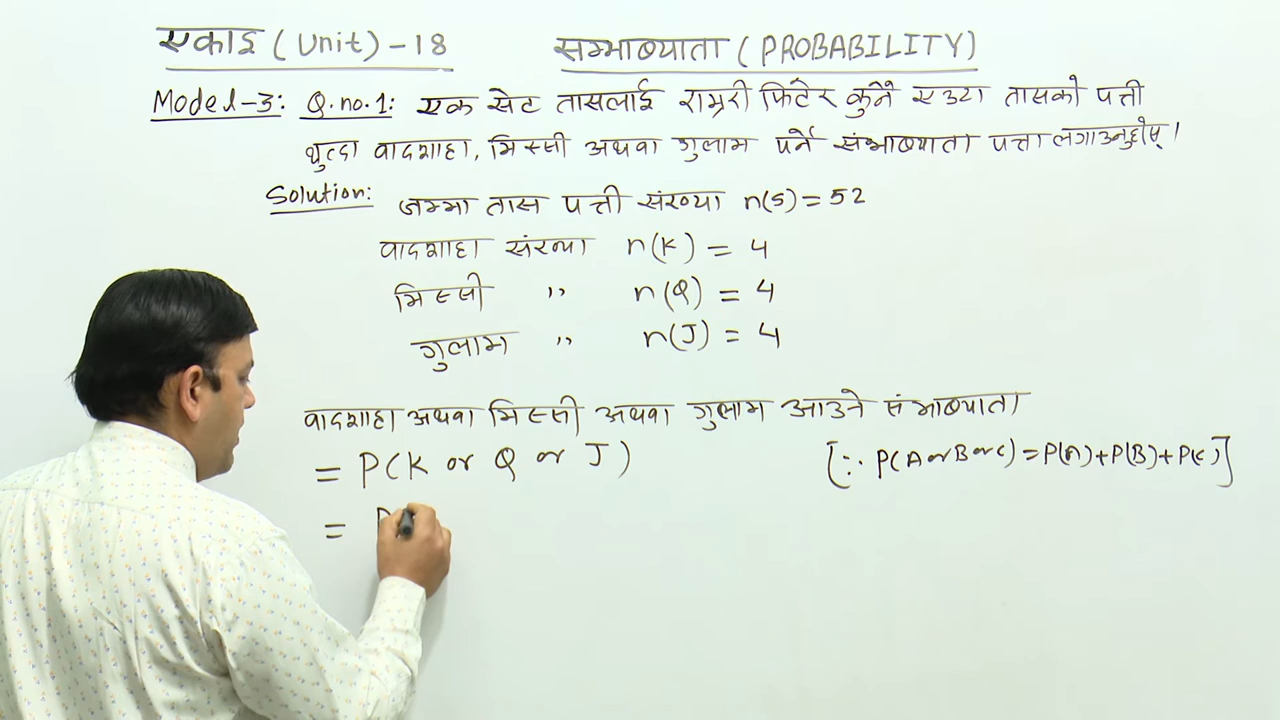 एकाइ (Unit) - 18 सम्भाव्यता (PROBABILITY)
Model-3: Q.no.1: एक सेट तासलाई राम्ररी फिटेर कुनै एउटा तासको पत्ती
थुत्दा वादशाहा, मिस्सी अथवा गुलाम पर्ने संभाव्यता पत्ता लगाउनुहोस् ।
Solution: जम्मा तास पत्ती संख्या n(S) = 52
वादशाहा संख्या n(K) = 4
मिस्सी " n(Q) = 4
गुलाम " n(J) = 4
वादशाहा अथवा मिस्सी अथवा गुलाम आउने संभाव्यता
= P(K or Q or J) [∵ P(A or B or C) = P(A)+P(B)+P(C)]
= P